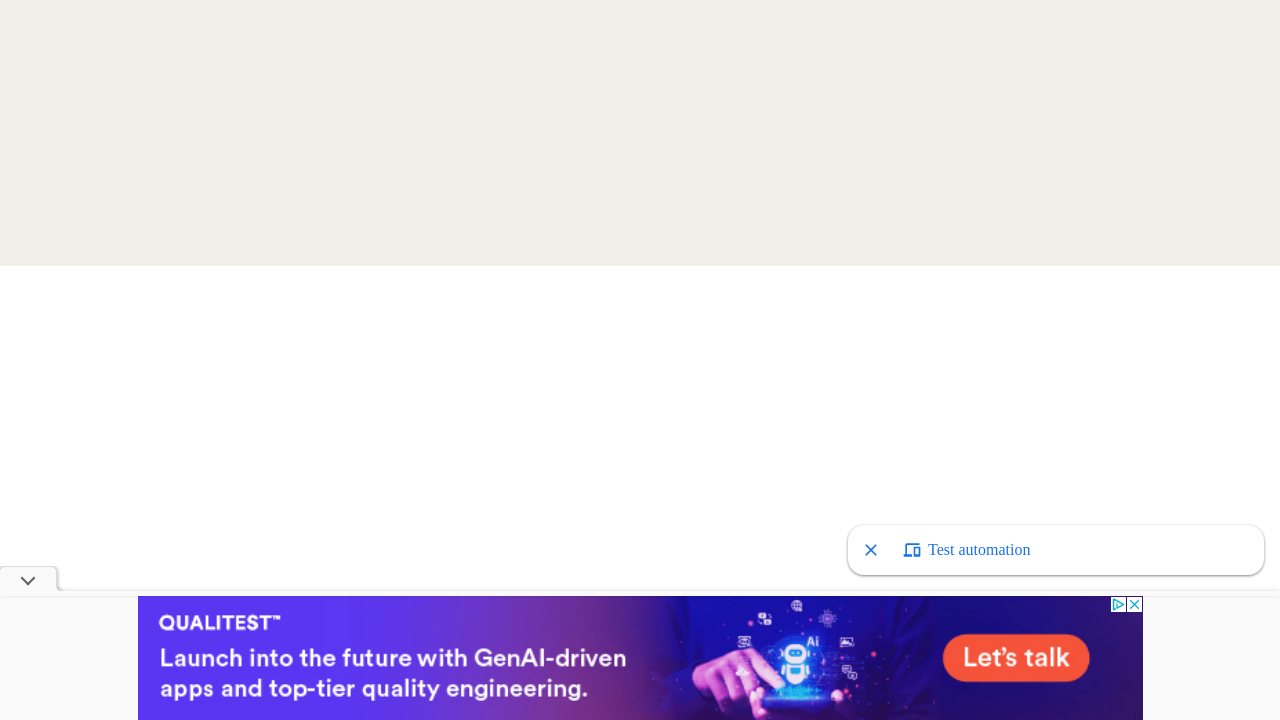 Test automation
QUALITEST™
Launch into the future with GenAI-driven
apps and top-tier quality engineering.
Ai
Let's talk